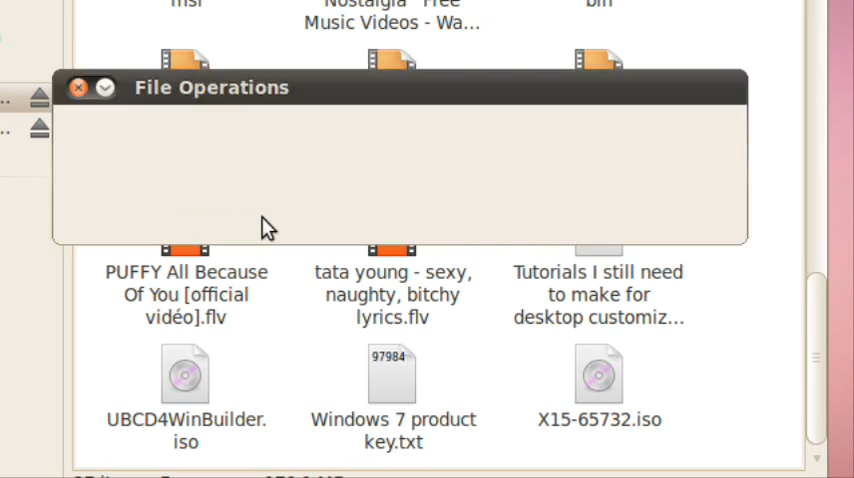 msi
Nostalgia - Free
bin
Music Videos - Wa...
File Operations
PUFFY All Because
Of You [official
vidéo].flv
tata young - sexy,
naughty, bitchy
lyrics.flv
Tutorials I still need
to make for
desktop customiz...
97984
UBCD4WinBuilder.
iso
Windows 7 product
key.txt
X15-65732.iso